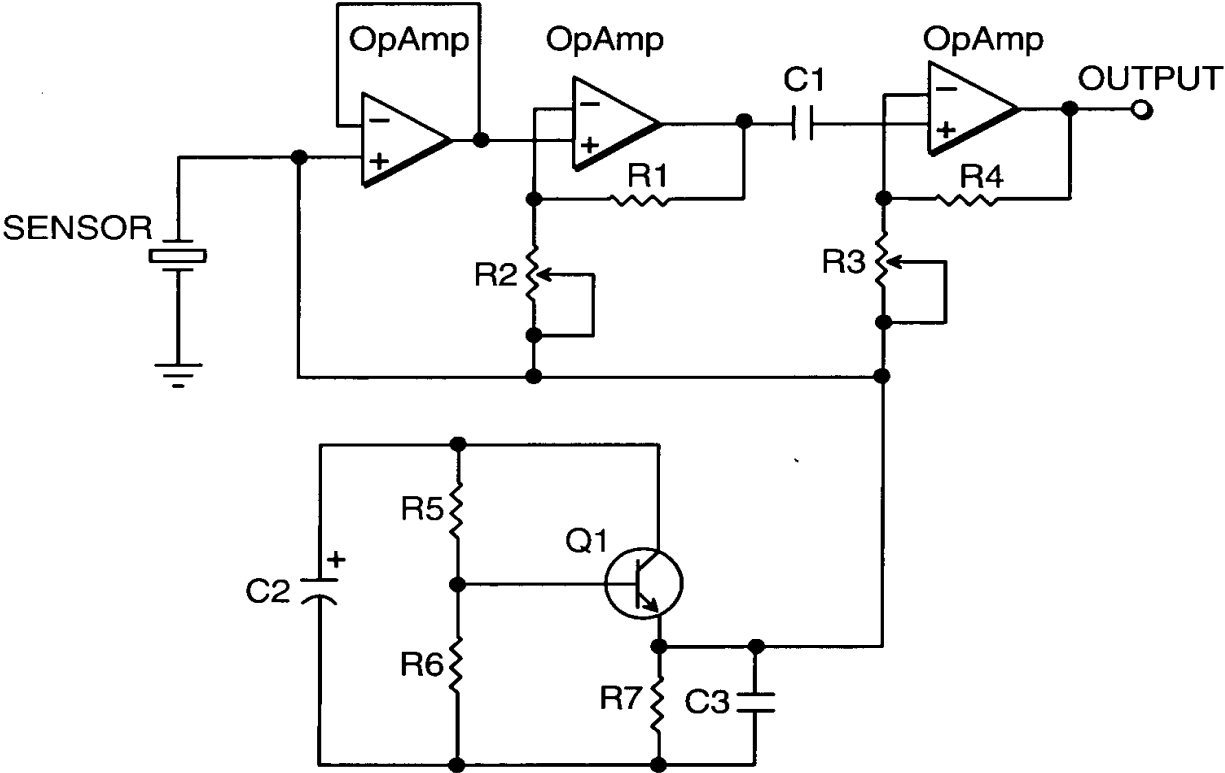 OpAmp
OpAmp
OpAmp
C1
OUTPUT
−
+
−
+
−
+
R1
R4
SENSOR
R2
R3
R5
Q1
+
C2
R6
R7
C3